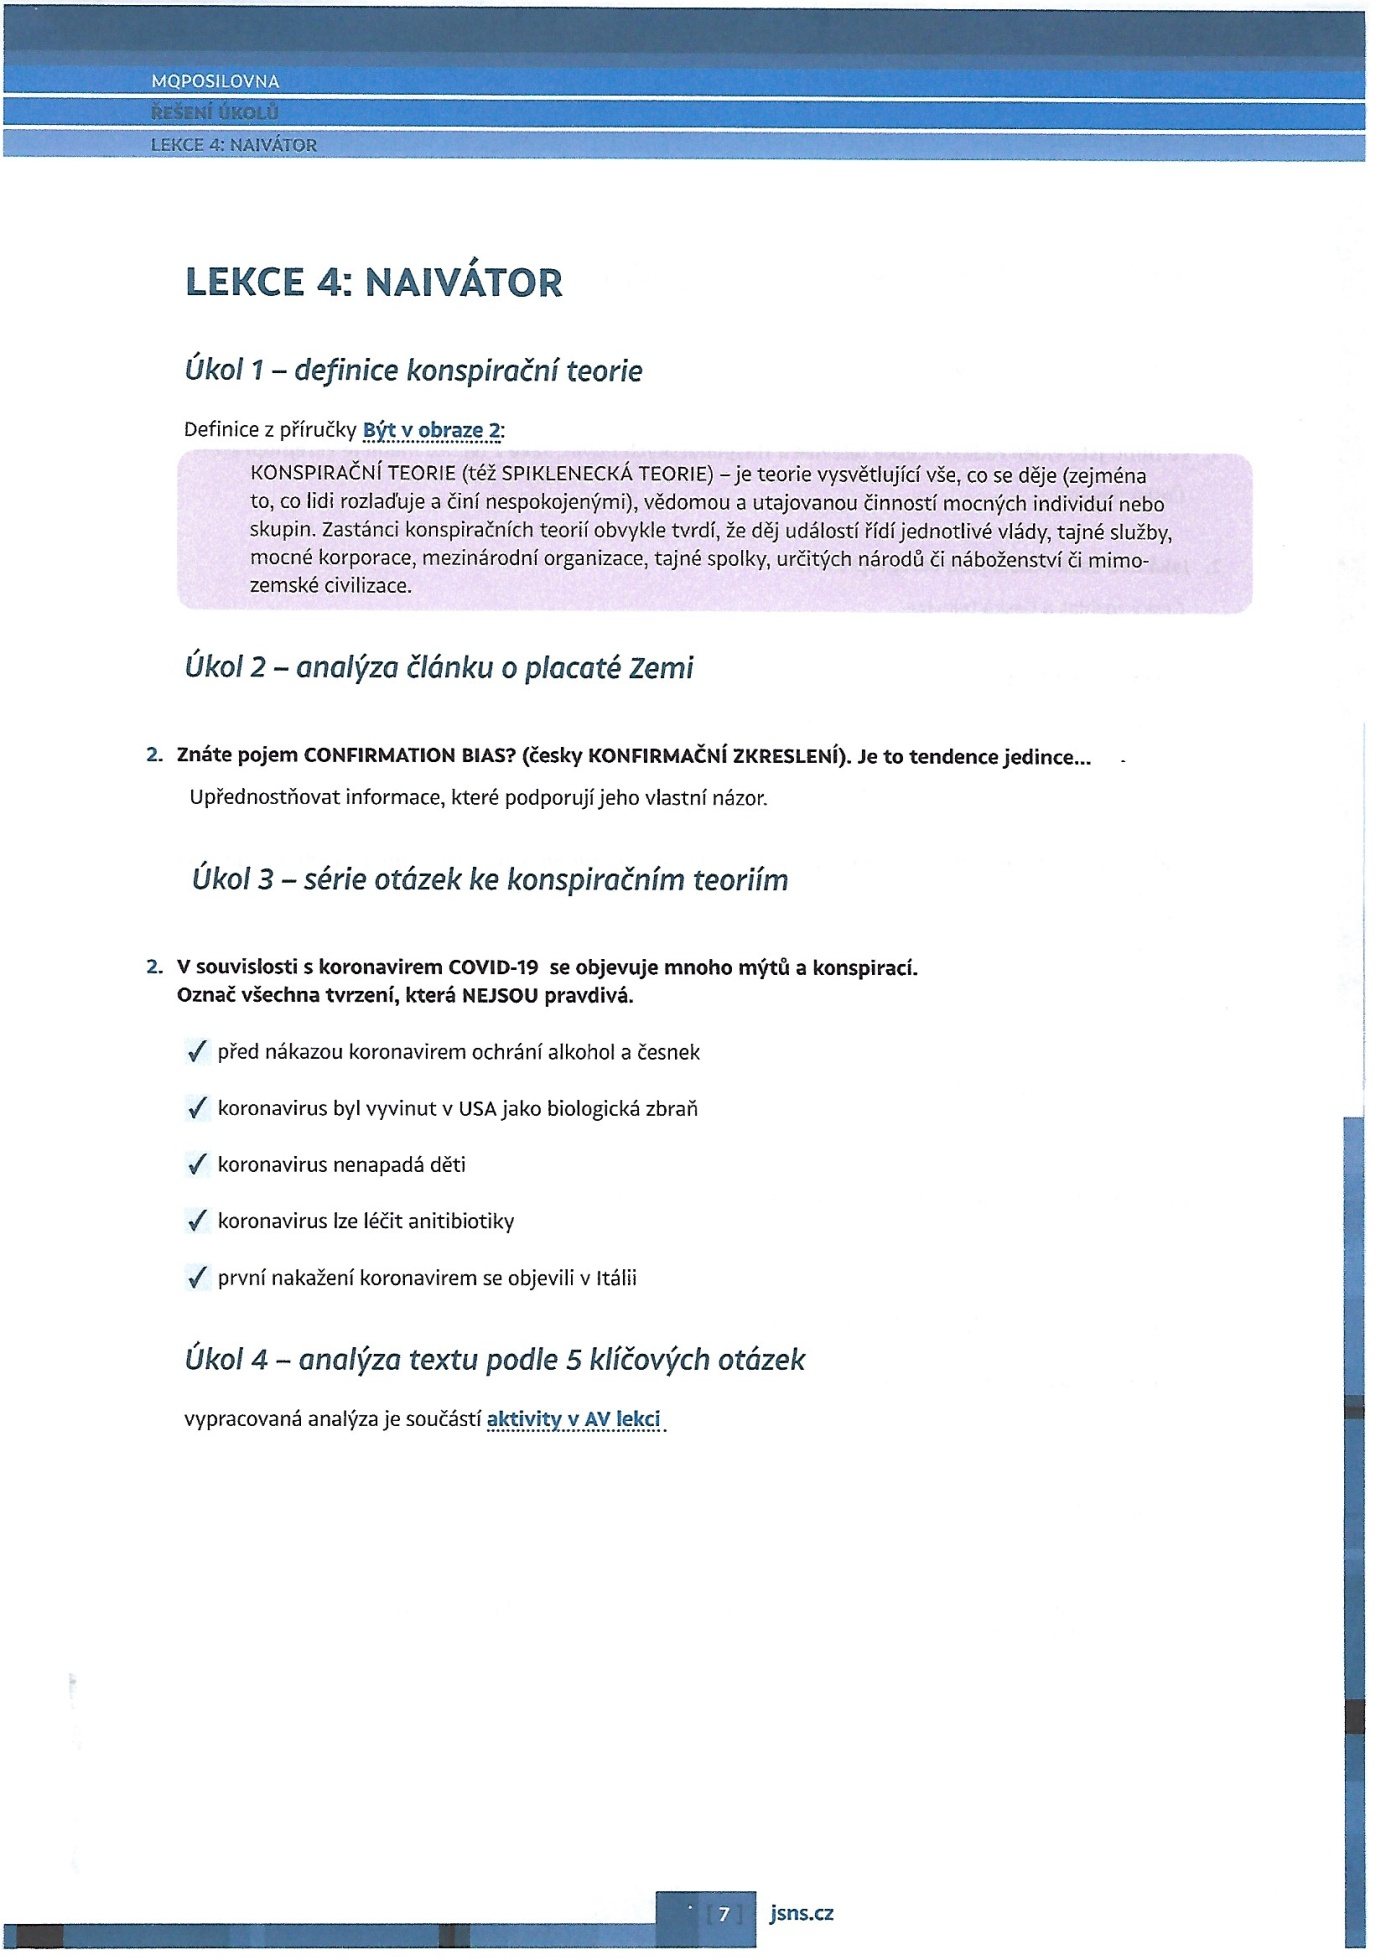 MQPOSILOVNA
ŘEŠENÍ ÚKOLŮ
LEKCE 4: NAIVÁTOR
LEKCE 4: NAIVÁTOR
Úkol 1 – definice konspirační teorie
Definice z příručky Být v obraze 2:
KONSPIRAČNÍ TEORIE (též SPIKLENECKÁ TEORIE) – je teorie vysvětlující vše, co se děje (zejména
to, co lidi rozlaďuje a činí nespokojenými), vědomou a utajovanou činností mocných individuí nebo
skupin. Zastánci konspiračních teorií obvykle tvrdí, že děj událostí řídí jednotlivé vlády, tajné služby,
mocné korporace, mezinárodní organizace, tajné spolky, určitých národů či náboženství či mimo-
zemské civilizace.
Úkol 2 – analýza článku o placaté Zemi
2. Znáte pojem CONFIRMATION BIAS? (česky KONFIRMAČNÍ ZKRESLENÍ). Je to tendence jedince...
Upřednostňovat informace, které podporují jeho vlastní názor.
Úkol 3 – série otázek ke konspiračním teoriím
2. V souvislosti s koronavirem COVID-19 se objevuje mnoho mýtů a konspirací.
Označ všechna tvrzení, která NEJSOU pravdivá.
✓ před nákazou koronavirem ochrání alkohol a česnek
✓ koronavirus byl vyvinut v USA jako biologická zbraň
✓ koronavirus nenapadá děti
✓ koronavirus lze léčit anitibiotiky
✓ první nakažení koronavirem se objevili v Itálii
Úkol 4 – analýza textu podle 5 klíčových otázek
vypracovaná analýza je součástí aktivity v AV lekci
[ 7 ] jsns.cz